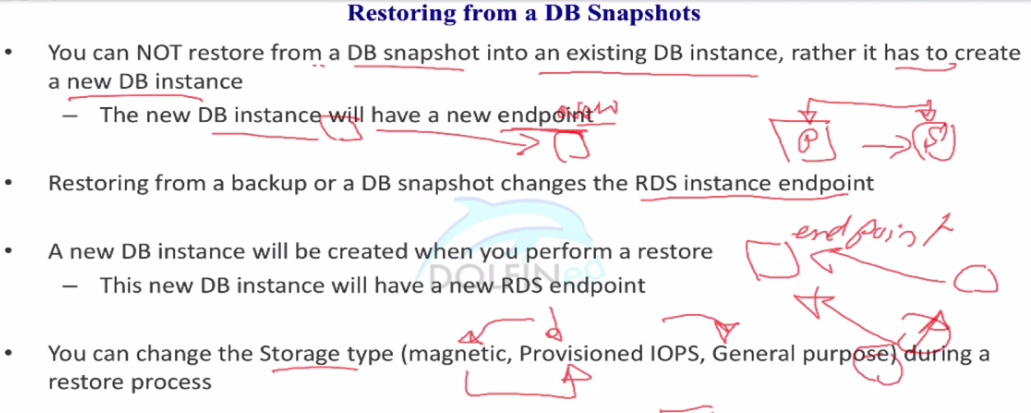 Restoring from a DB Snapshots
• You can NOT restore from a DB snapshot into an existing DB instance, rather it has to create
a new DB instance
– The new DB instance will have a new endpoint
P S
• Restoring from a backup or a DB snapshot changes the RDS instance endpoint
endpoint
• A new DB instance will be created when you perform a restore
DOLFINED
– This new DB instance will have a new RDS endpoint
• You can change the Storage type (magnetic, Provisioned IOPS, General purpose) during a
restore process